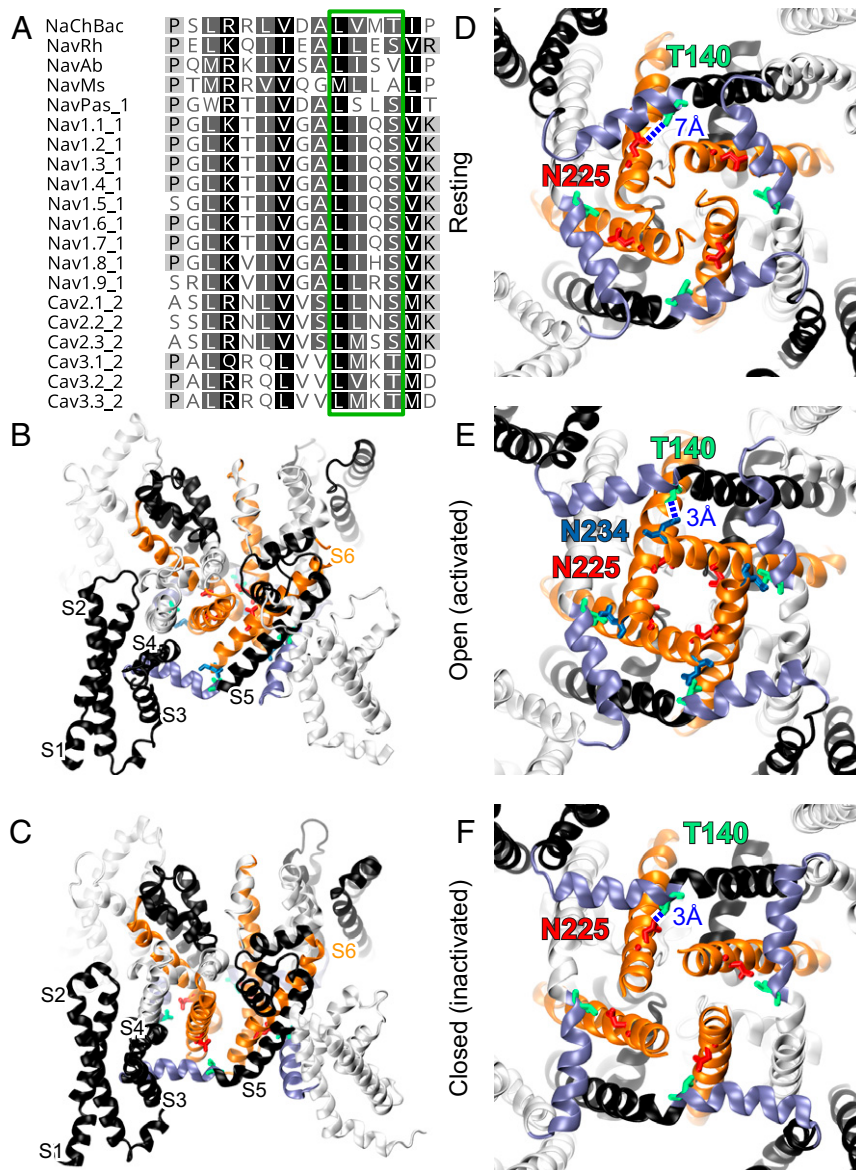 A
NaChBac P S L R R L V D A L V M T I P
NavRh P E L K Q I I E A I L E S V R
NavAb P Q M R K I V S A L I S V I P
NavMs P T M R R V V Q G M L L A L P
NavPas_1 P G W R T I V D A L S L S I T
Nav1.1_1 P G L K T I V G A L I Q S V K
Nav1.2_1 P G L K T I V G A L I Q S V K
Nav1.3_1 P G L K T I V G A L I Q S V K
Nav1.4_1 P G L K T I V G A L I Q S V K
Nav1.5_1 S G L K T I V G A L I Q S V K
Nav1.6_1 P G L K T I V G A L I Q S V K
Nav1.7_1 P G L K T I V G A L I Q S V K
Nav1.8_1 P G L K V I V G A L I H S V K
Nav1.9_1 S R L K V I V G A L L R S V K
Cav2.1_2 A S L R N L V V S L L N S M K
Cav2.2_2 S S L R N L V V S L L N S M K
Cav2.3_2 A S L R N L V V S L M S S M K
Cav3.1_2 P A L Q R Q L V V L M K T M D
Cav3.2_2 P A L R R Q L V V L V K T M D
Cav3.3_2 P A L R R Q L V V L M K T M D
B
S6
S2
S4
S5
S3
S1
C
S6
S2
S4
S5
S3
S1
D
Resting
T140
7Å
N225
E
Open (activated)
T140
N234
3Å
N225
F
Closed (inactivated)
T140
N225
3Å